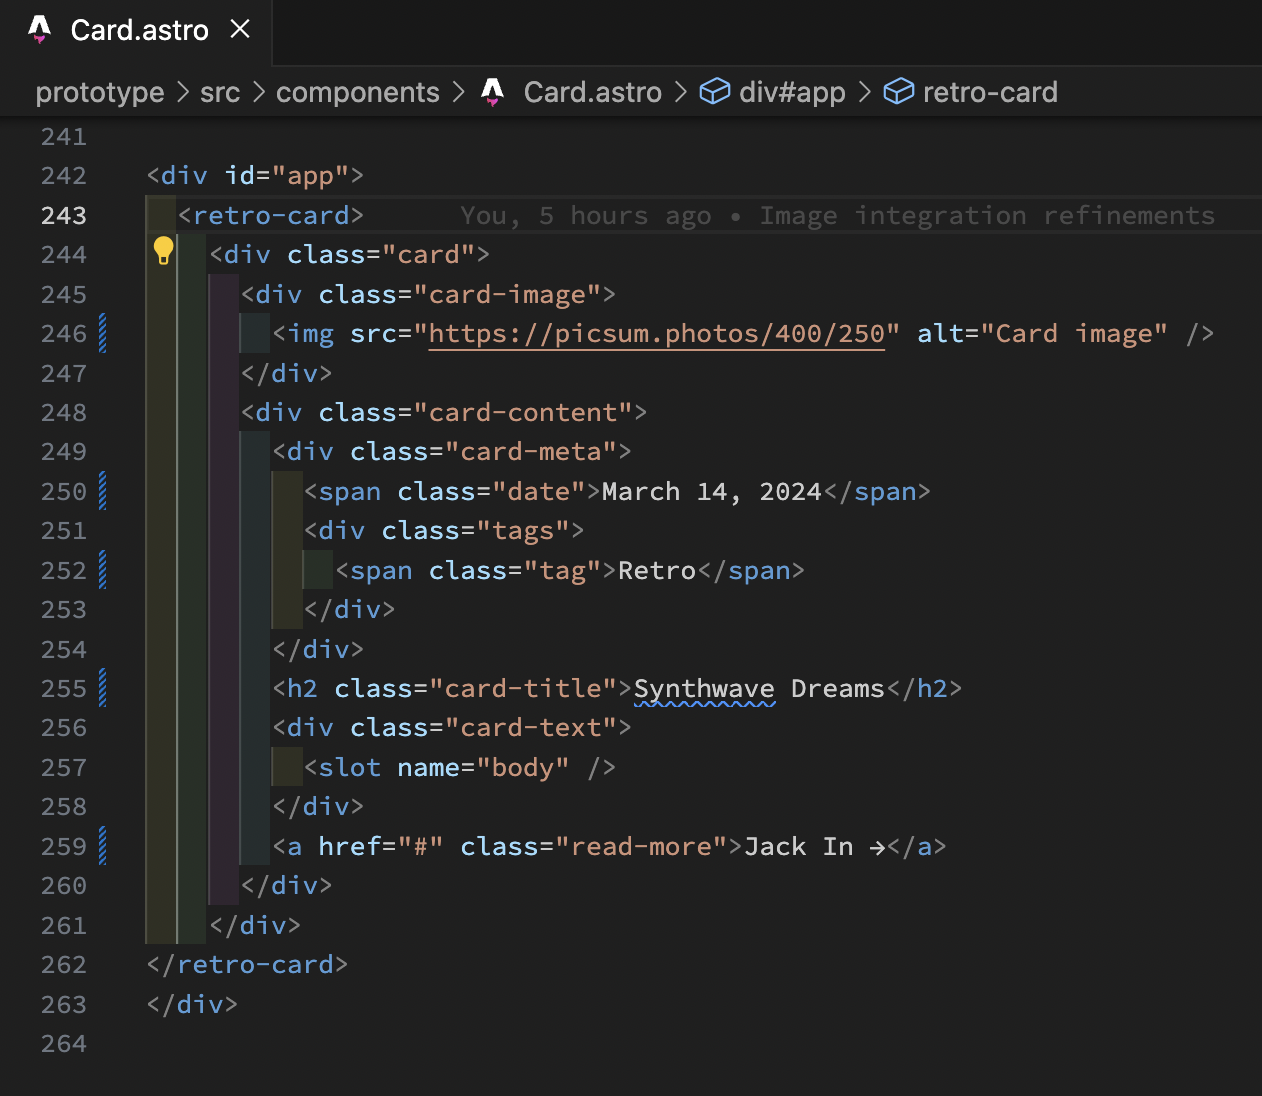 Card.astro ×
prototype > src > components > Card.astro > div#app > retro-card
241
242 <div id="app">
243 <retro-card> You, 5 hours ago • Image integration refinements
244 <div class="card">
245 <div class="card-image">
246 <img src="https://picsum.photos/400/250" alt="Card image" />
247 </div>
248 <div class="card-content">
249 <div class="card-meta">
250 <span class="date">March 14, 2024</span>
251 <div class="tags">
252 <span class="tag">Retro</span>
253 </div>
254 </div>
255 <h2 class="card-title">Synthwave Dreams</h2>
256 <div class="card-text">
257 <slot name="body" />
258 </div>
259 <a href="#" class="read-more">Jack In →</a>
260 </div>
261 </div>
262 </retro-card>
263 </div>
264